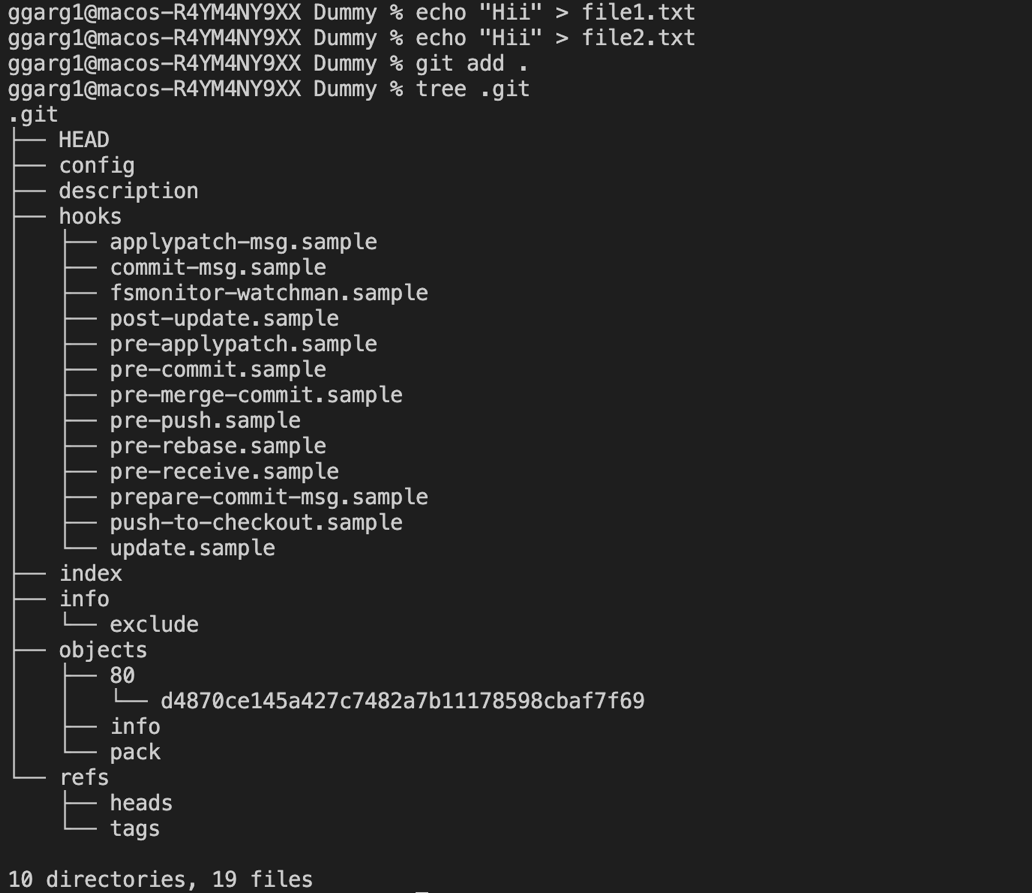 ggarg1@macos-R4YM4NY9XX Dummy % echo "Hii" > file1.txt
ggarg1@macos-R4YM4NY9XX Dummy % echo "Hii" > file2.txt
ggarg1@macos-R4YM4NY9XX Dummy % git add .
ggarg1@macos-R4YM4NY9XX Dummy % tree .git
.git
├── HEAD
├── config
├── description
├── hooks
│   ├── applypatch-msg.sample
│   ├── commit-msg.sample
│   ├── fsmonitor-watchman.sample
│   ├── post-update.sample
│   ├── pre-applypatch.sample
│   ├── pre-commit.sample
│   ├── pre-merge-commit.sample
│   ├── pre-push.sample
│   ├── pre-rebase.sample
│   ├── pre-receive.sample
│   ├── prepare-commit-msg.sample
│   ├── push-to-checkout.sample
│   └── update.sample
├── index
├── info
│   └── exclude
├── objects
│   ├── 80
│   │   └── d4870ce145a427c7482a7b11178598cbaf7f69
│   ├── info
│   └── pack
└── refs
    ├── heads
    └── tags
10 directories, 19 files